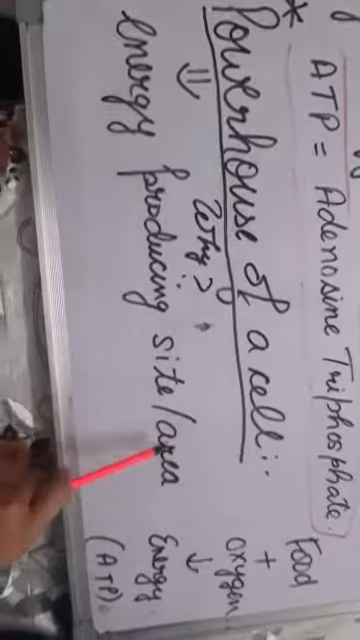 ATP = Adenosine Triphosphate.
* Powerhouse of a cell:-
⇓ Why?
Energy producing site/area
Food
+
oxygen
↓
Energy
(ATP)